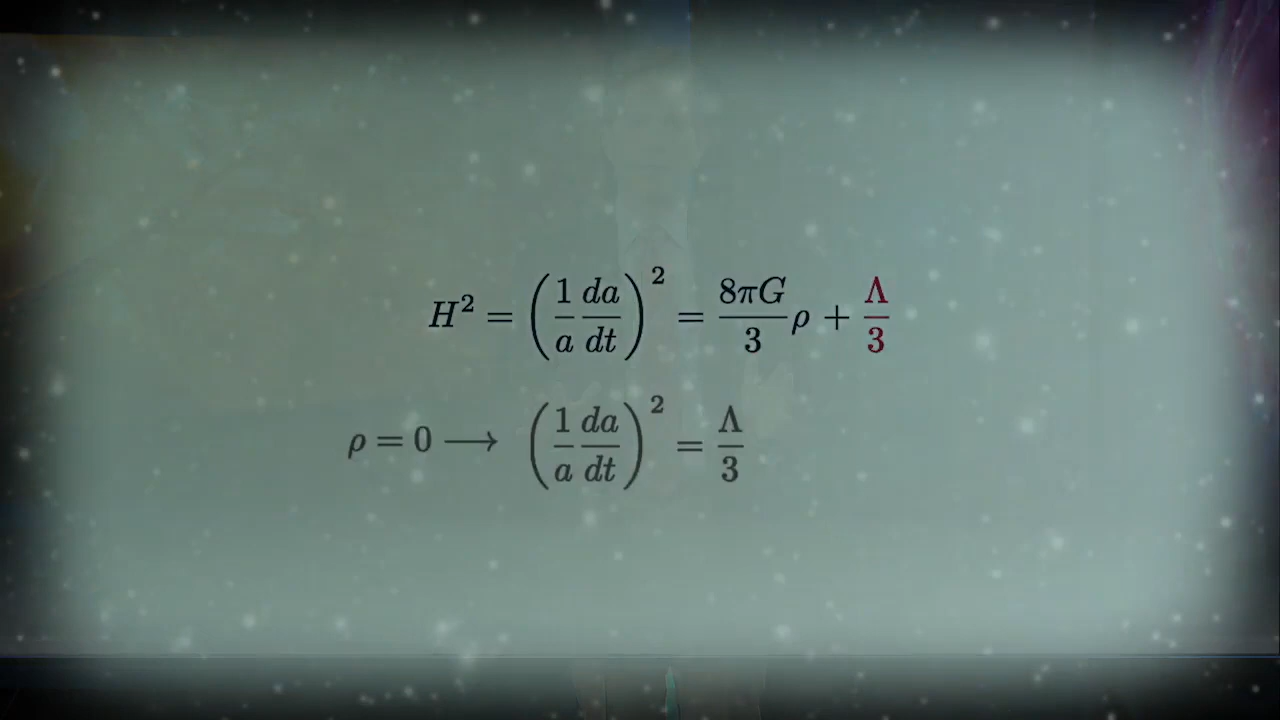 H² = (1/a da/dt)² = 8πG/3 ρ + Λ/3
ρ = 0 ⟶ (1/a da/dt)² = Λ/3